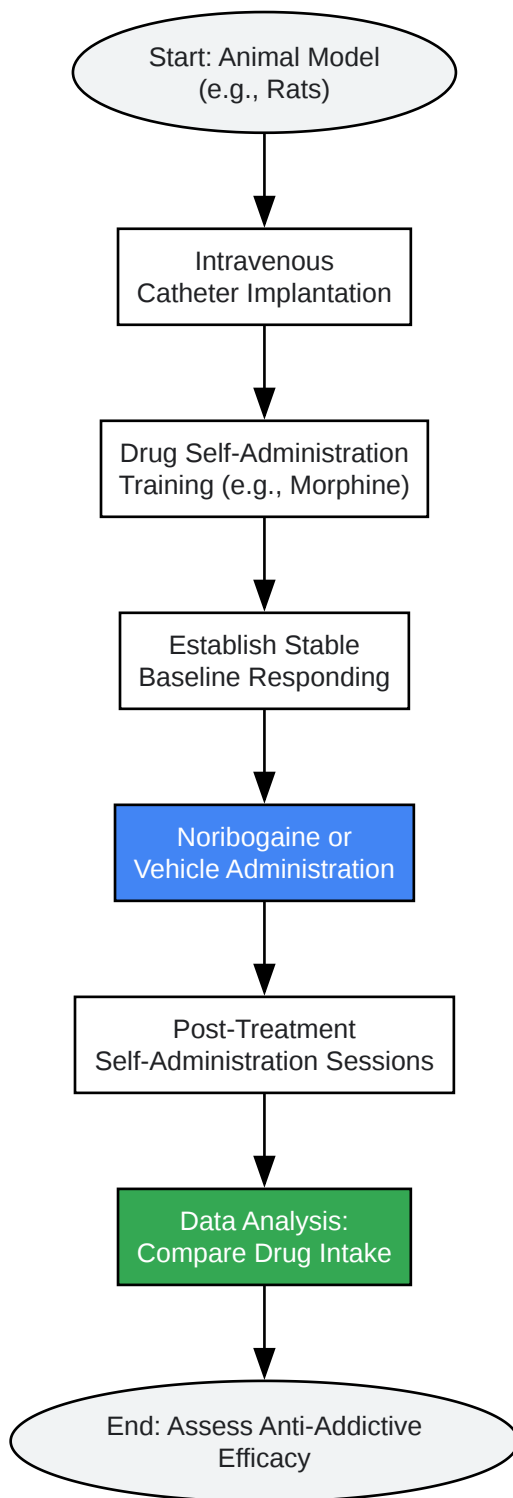 Start: Animal Model
(e.g., Rats)
Intravenous
Catheter Implantation
Drug Self-Administration
Training (e.g., Morphine)
Establish Stable
Baseline Responding
Noribogaine or
Vehicle Administration
Post-Treatment
Self-Administration Sessions
Data Analysis:
Compare Drug Intake
End: Assess Anti-Addictive
Efficacy